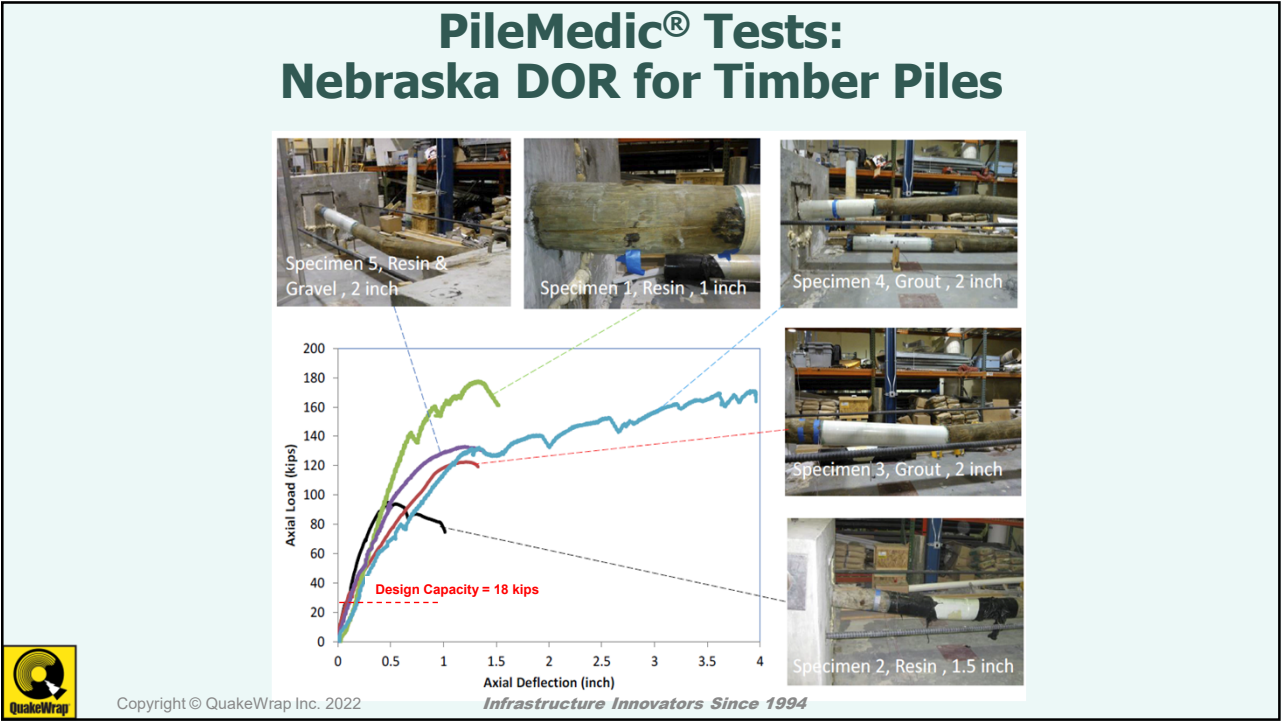 PileMedic® Tests:
Nebraska DOR for Timber Piles
Specimen 5, Resin &
Gravel , 2 inch
Specimen 1, Resin , 1 inch
Specimen 4, Grout , 2 inch
Specimen 3, Grout , 2 inch
Specimen 2, Resin , 1.5 inch
Axial Load (kips)
200
180
160
140
120
100
80
60
40
20
0
Design Capacity = 18 kips
0 0.5 1 1.5 2 2.5 3 3.5 4
Axial Deflection (inch)
QuakeWrap
Copyright © QuakeWrap Inc. 2022
Infrastructure Innovators Since 1994